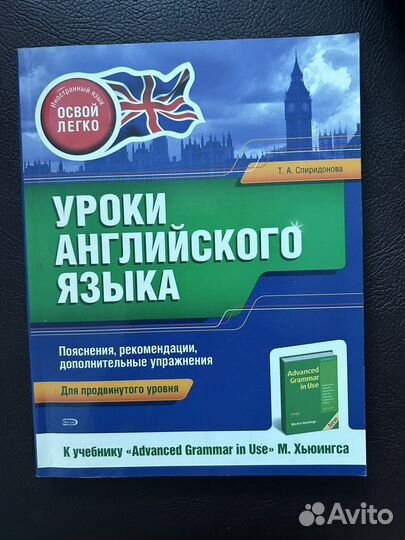 Иностранный язык
ОСВОЙ
ЛЕГКО
Т. А. Спиридонова
УРОКИ
АНГЛИЙСКОГО
ЯЗЫКА
Пояснения, рекомендации,
дополнительные упражнения
Для продвинутого уровня
Advanced
Grammar
in Use
Martin Hewings
К учебнику «Advanced Grammar in Use» М. Хьюингса
Avito